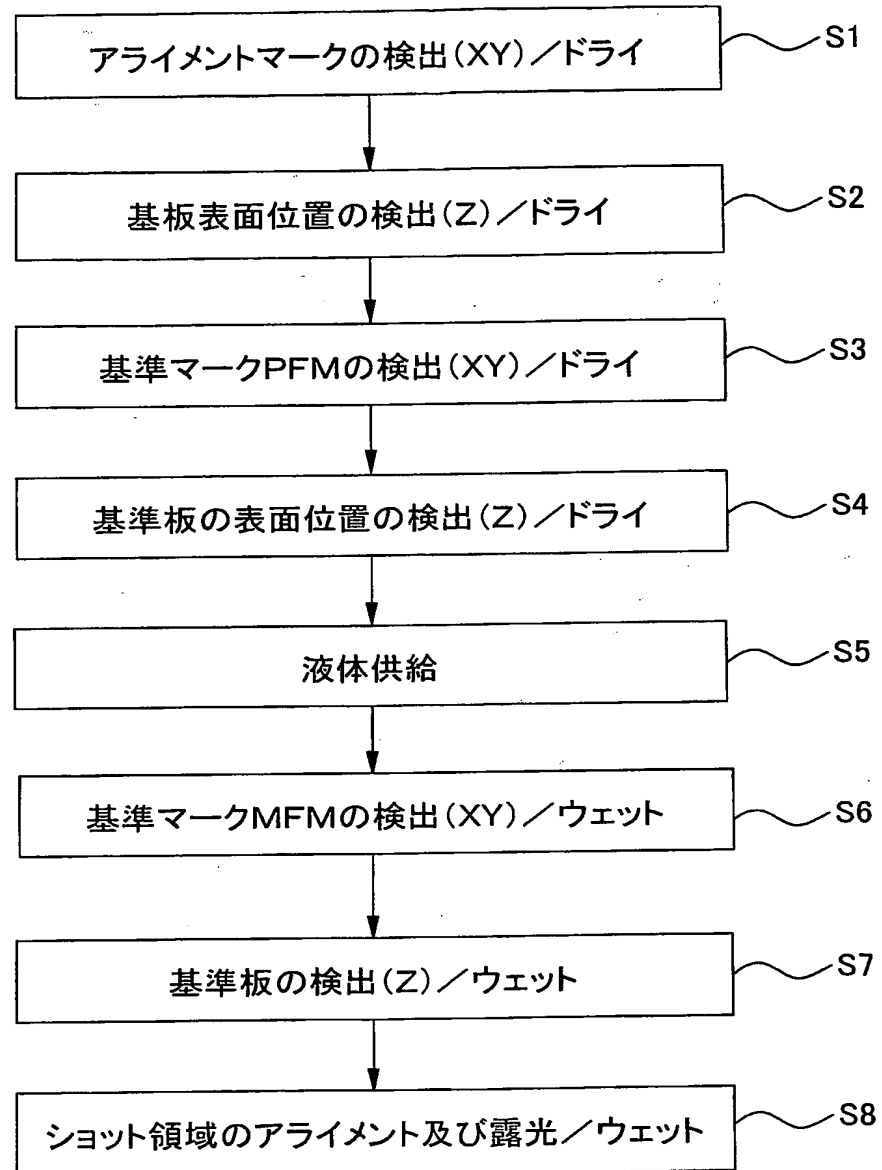 アライメントマークの検出(XY)／ドライ
S1
基板表面位置の検出(Z)／ドライ
S2
基準マークPFMの検出(XY)／ドライ
S3
基準板の表面位置の検出(Z)／ドライ
S4
液体供給
S5
基準マークMFMの検出(XY)／ウェット
S6
基準板の検出(Z)／ウェット
S7
ショット領域のアライメント及び露光／ウェット
S8